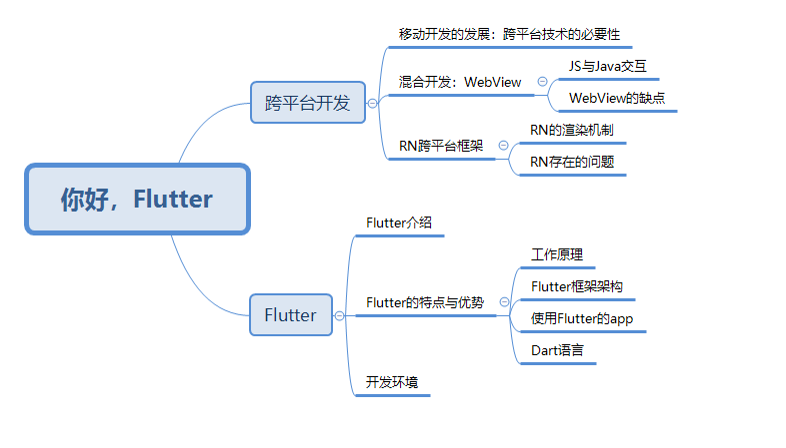 你好，Flutter
跨平台开发
移动开发的发展：跨平台技术的必要性
混合开发：WebView
JS与Java交互
WebView的缺点
RN跨平台框架
RN的渲染机制
RN存在的问题
Flutter
Flutter介绍
Flutter的特点与优势
工作原理
Flutter框架架构
使用Flutter的app
Dart语言
开发环境